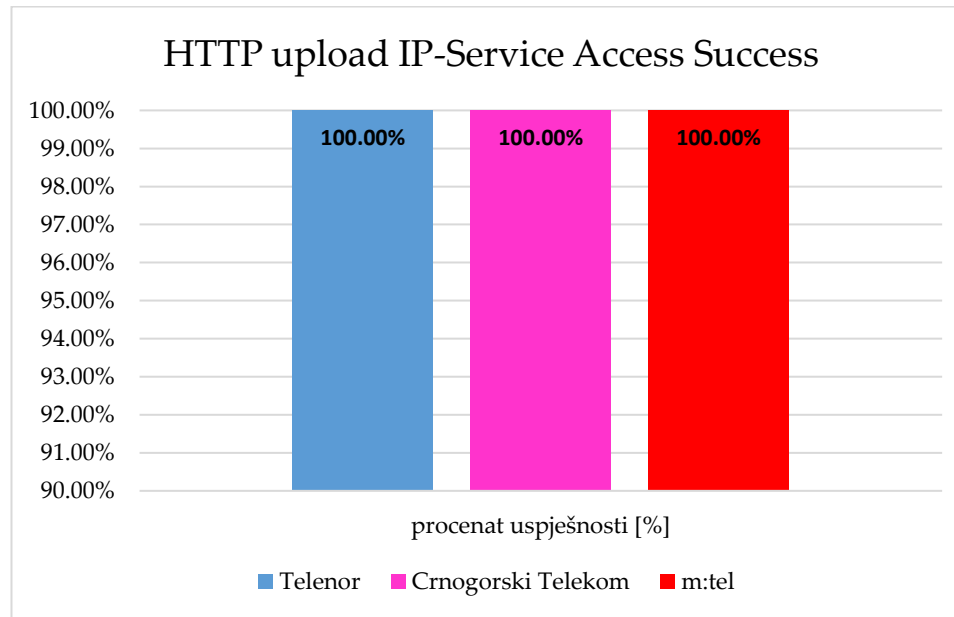 HTTP upload IP-Service Access Success
100.00%
99.00%
98.00%
97.00%
96.00%
95.00%
94.00%
93.00%
92.00%
91.00%
90.00%
100.00% 100.00% 100.00%
procenat uspješnosti [%]
Telenor Crnogorski Telekom m:tel